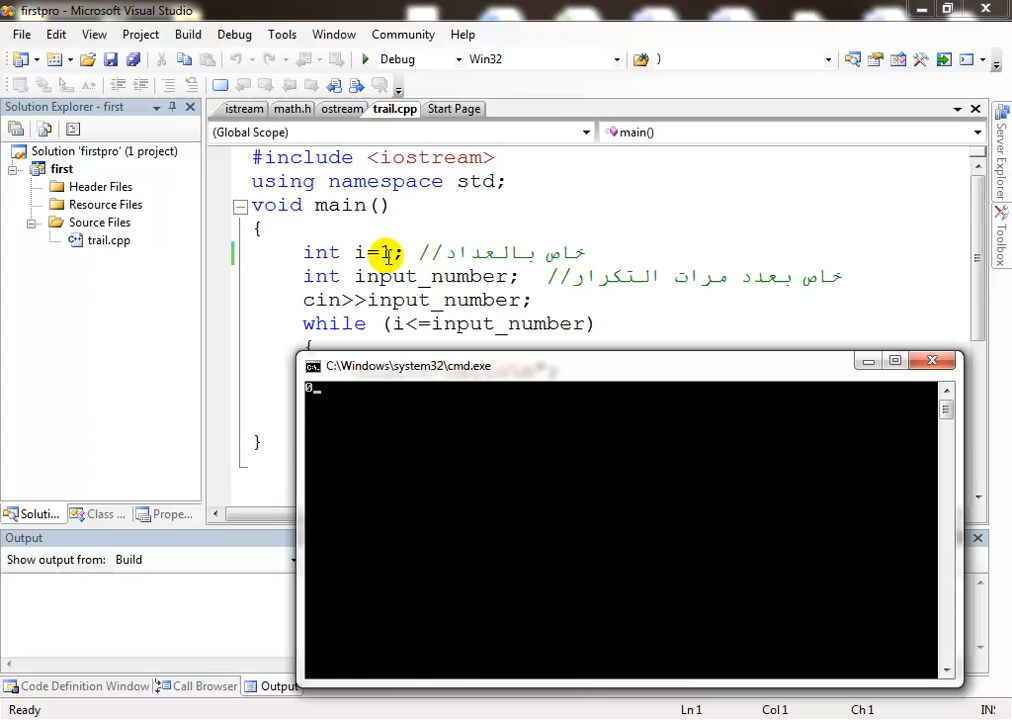 firstpro - Microsoft Visual Studio
File Edit View Project Build Debug Tools Window Community Help
Debug Win32 )
Solution Explorer - first
istream math.h ostream trail.cpp Start Page
(Global Scope) main()
Solution 'firstpro' (1 project)
first
Header Files
Resource Files
Source Files
trail.cpp
#include <iostream>
using namespace std;
void main()
{
int i=1; //خاص بالعداد
int input_number; //خاص بعدد مرات التكرار
cin>>input_number;
while (i<=input_number)
{
}
C:\Windows\system32\cmd.exe
0_
Server Explorer
Toolbox
Soluti... Class ... Prope...
Output
Show output from: Build
Code Definition Window Call Browser Output
Ready Ln 1 Col 1 Ch 1 INS